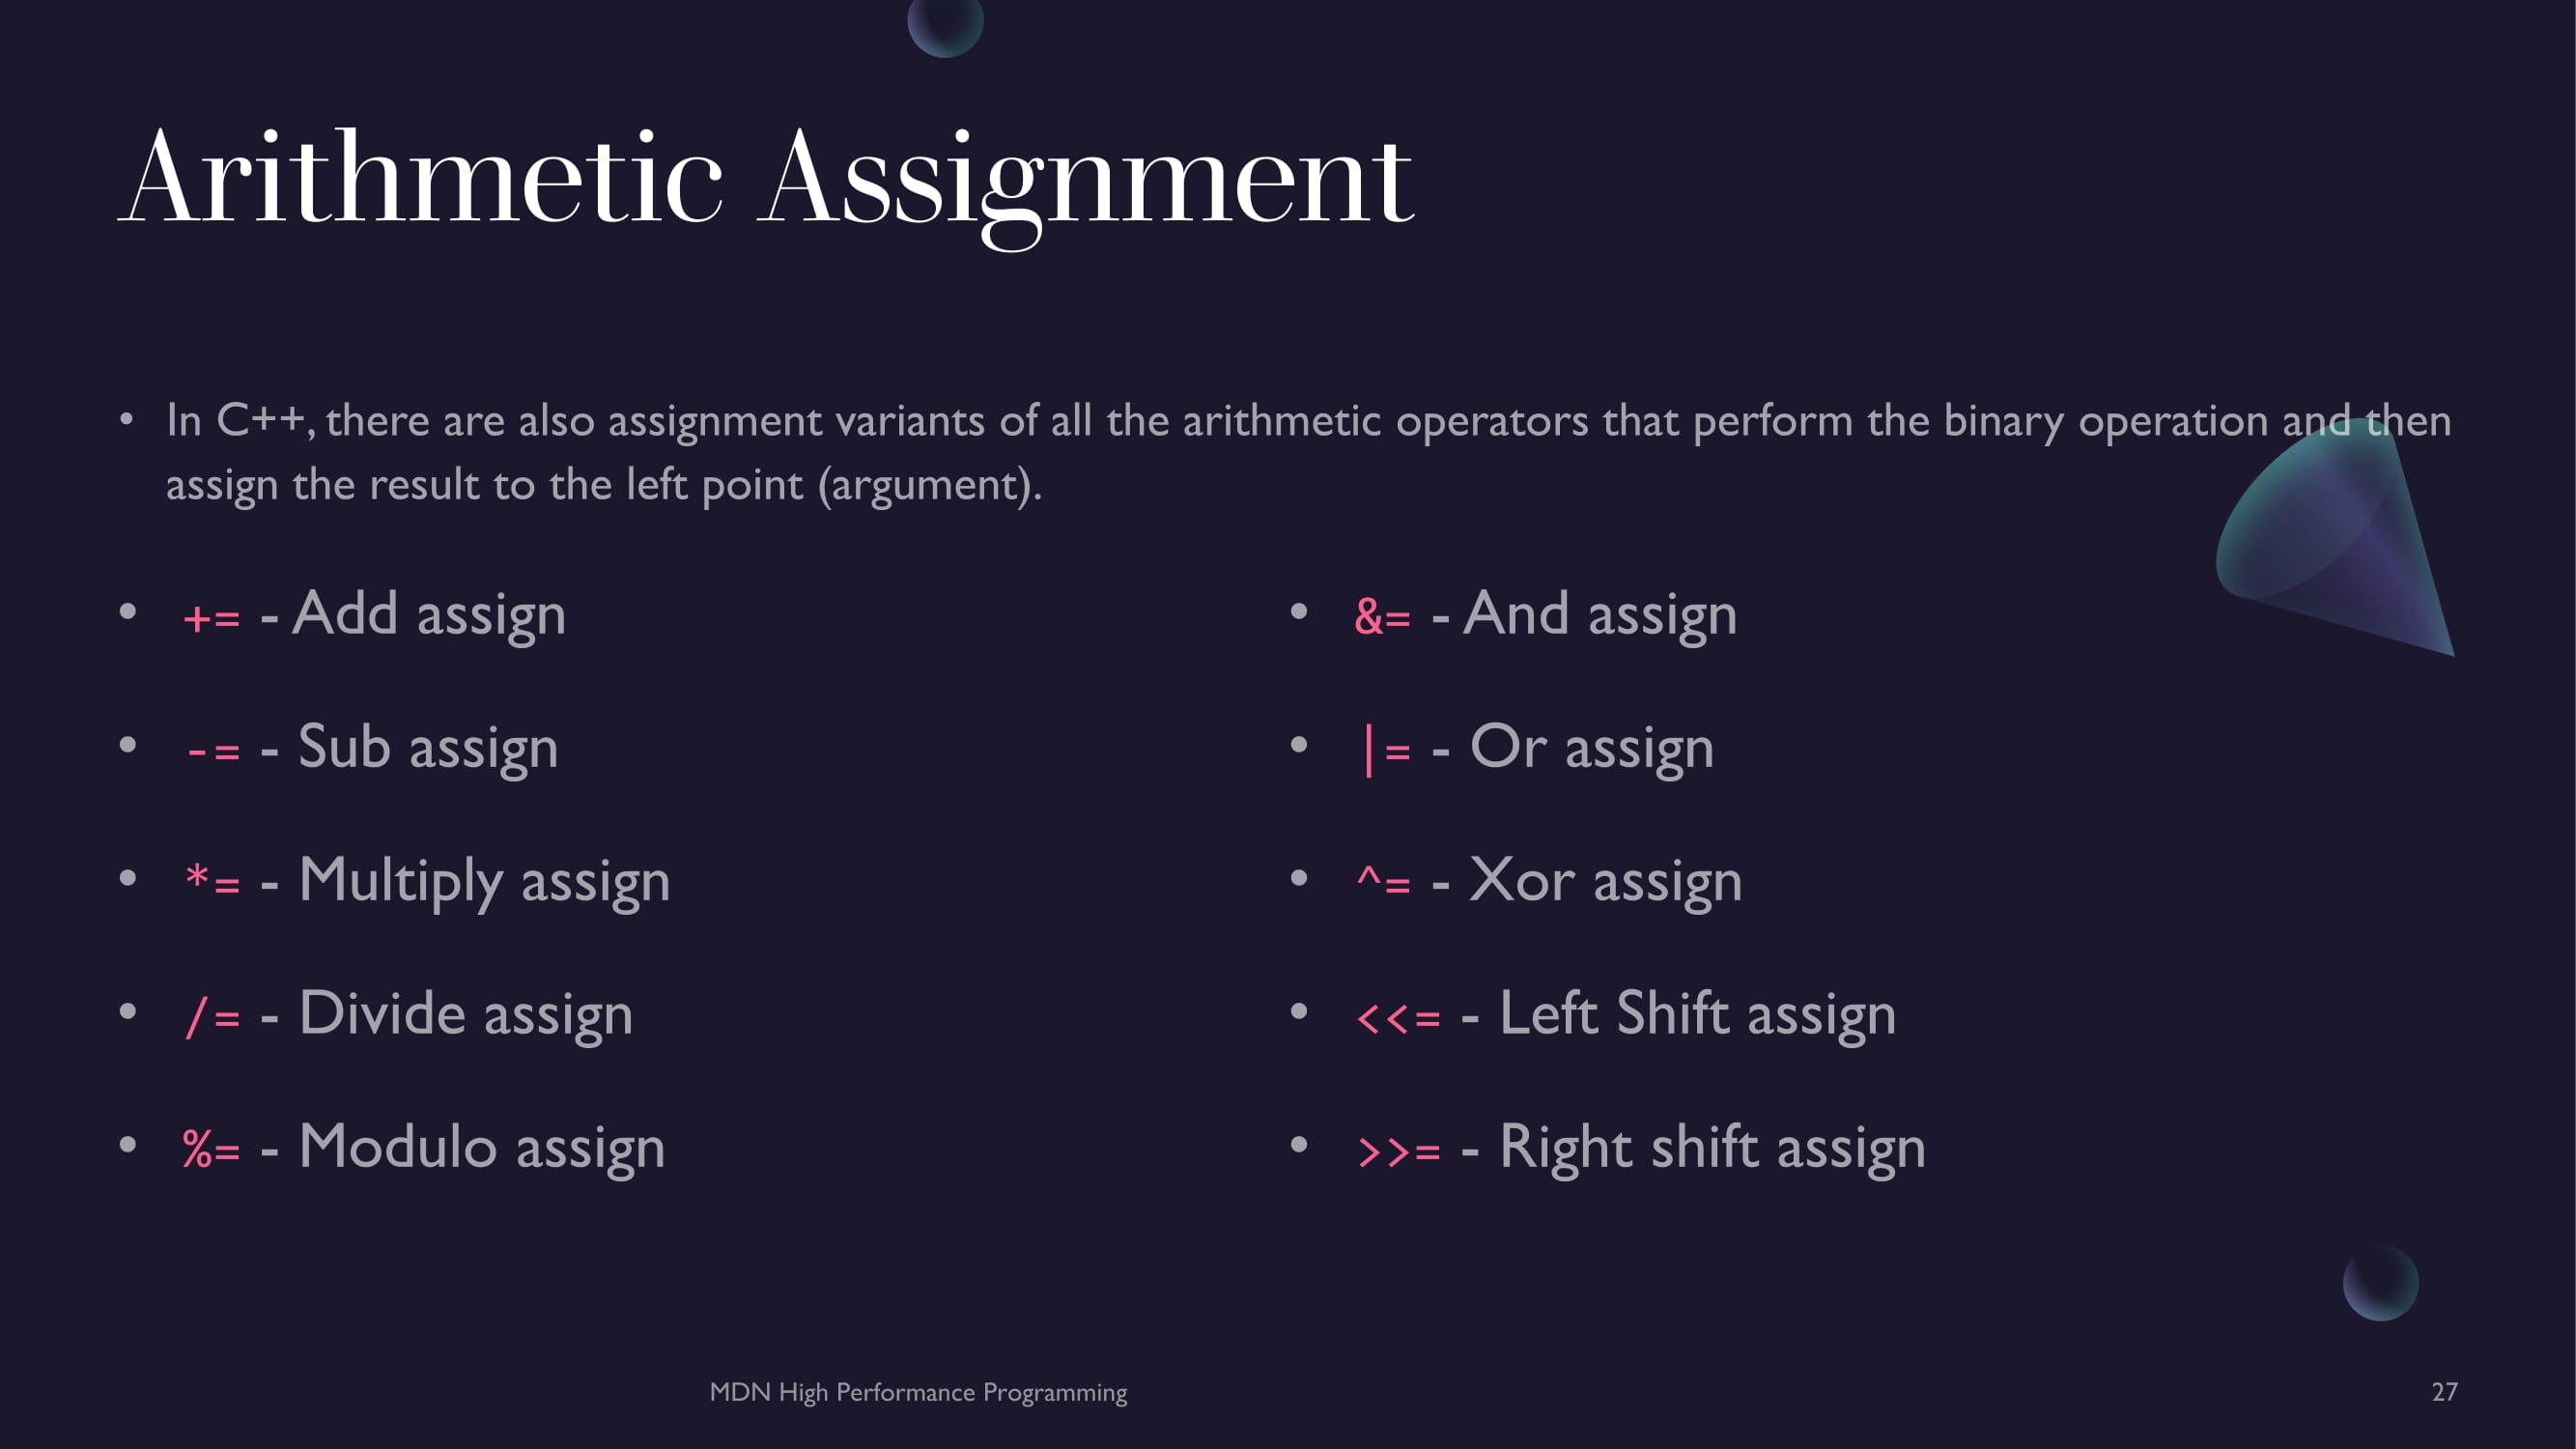 Arithmetic Assignment
• In C++, there are also assignment variants of all the arithmetic operators that perform the binary operation and then
assign the result to the left point (argument).
• += - Add assign
• -= - Sub assign
• *= - Multiply assign
• /= - Divide assign
• %= - Modulo assign
• &= - And assign
• |= - Or assign
• ^= - Xor assign
• <<= - Left Shift assign
• >>= - Right shift assign
MDN High Performance Programming
27